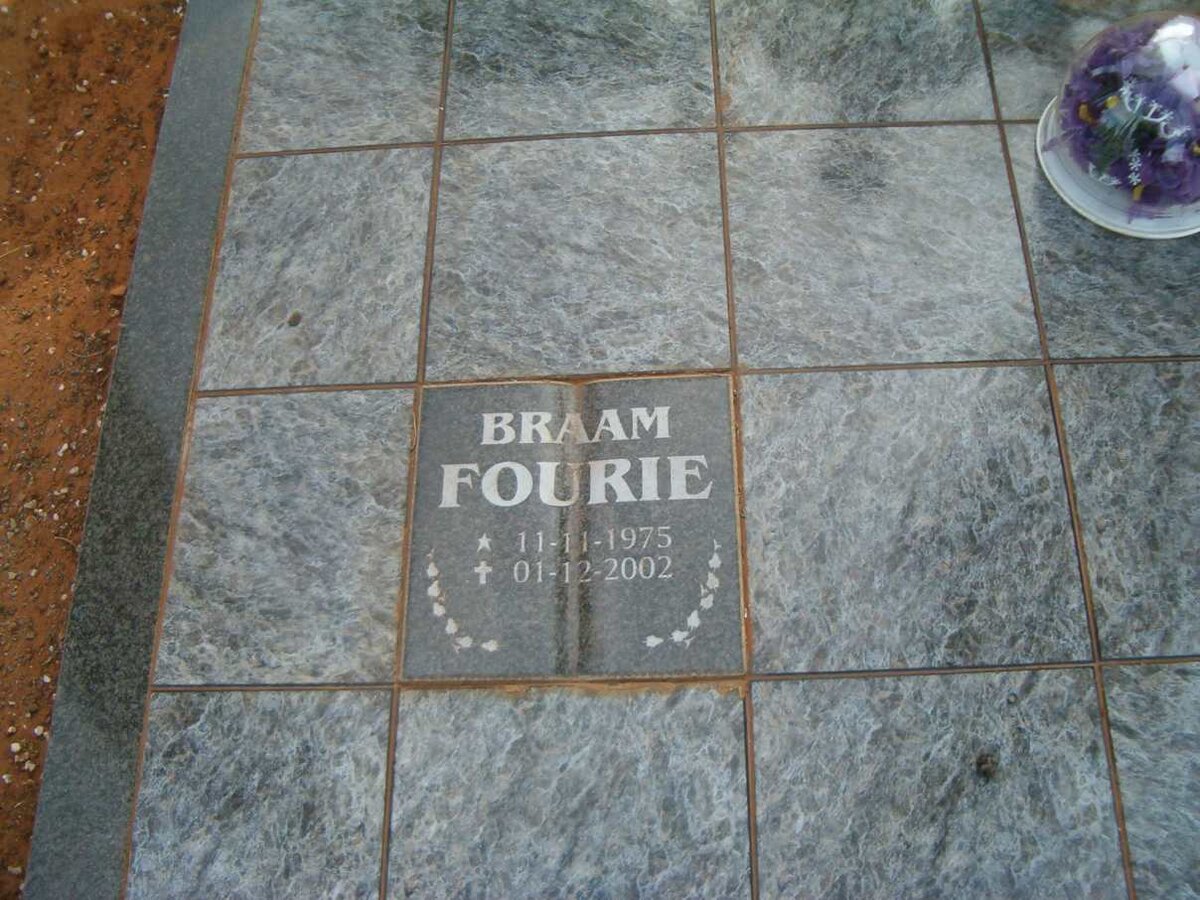 BRAAM
FOURIE
★ 11-11-1975
✝ 01-12-2002